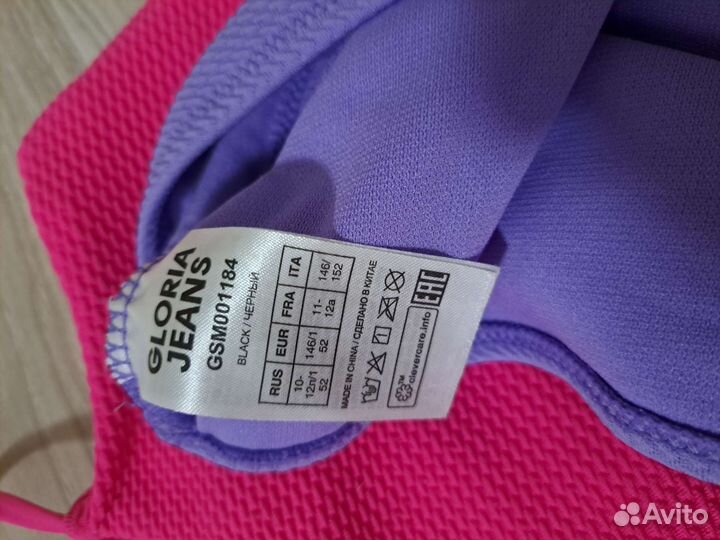 GLORIA
JEANS
GSM001184
BLACK / ЧЕРНЫЙ
RUS EUR FRA ITA
10- 146/1 11- 146/
12л/1 52 12a 152
52
MADE IN CHINA / СДЕЛАНО В КИТАЕ
TM clevercare.info
EAC
Avito